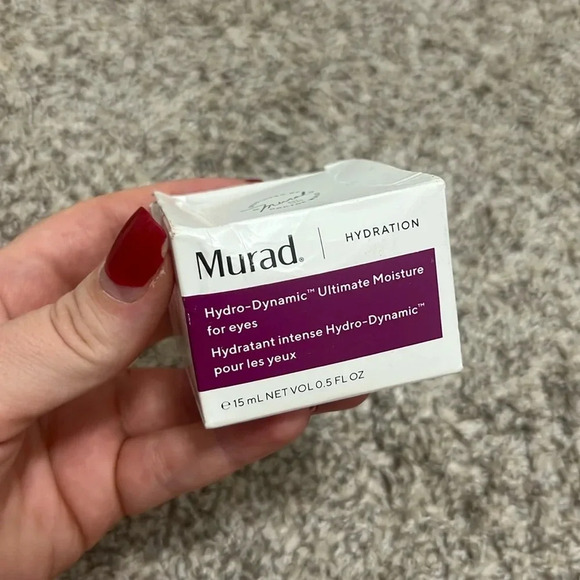 Murad® | HYDRATION
Hydro-Dynamic™ Ultimate Moisture
for eyes
Hydratant intense Hydro-Dynamic™
pour les yeux
℮ 15 mL NET VOL 0.5 FL OZ